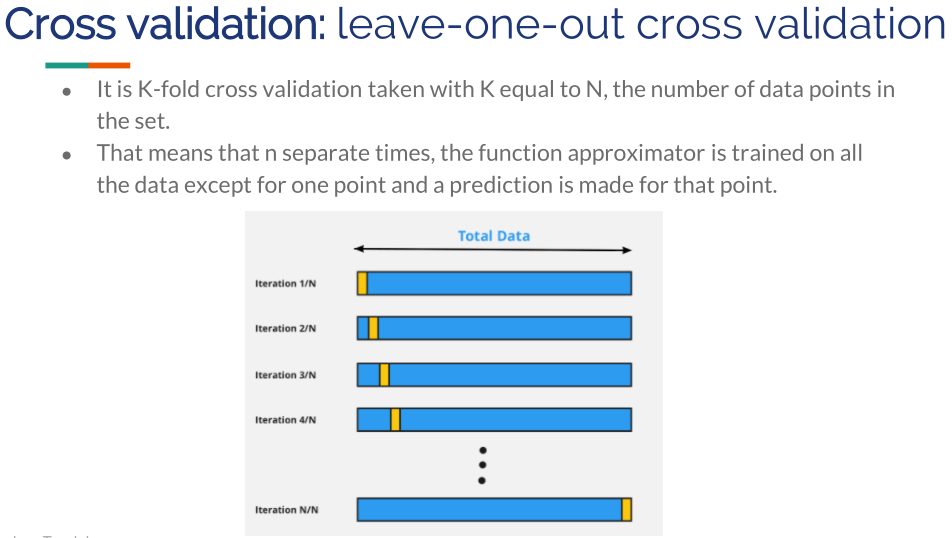 Cross validation: leave-one-out cross validation
● It is K-fold cross validation taken with K equal to N, the number of data points in
the set.
● That means that n separate times, the function approximator is trained on all
the data except for one point and a prediction is made for that point.
Total Data
Iteration 1/N
Iteration 2/N
Iteration 3/N
Iteration 4/N
Iteration N/N